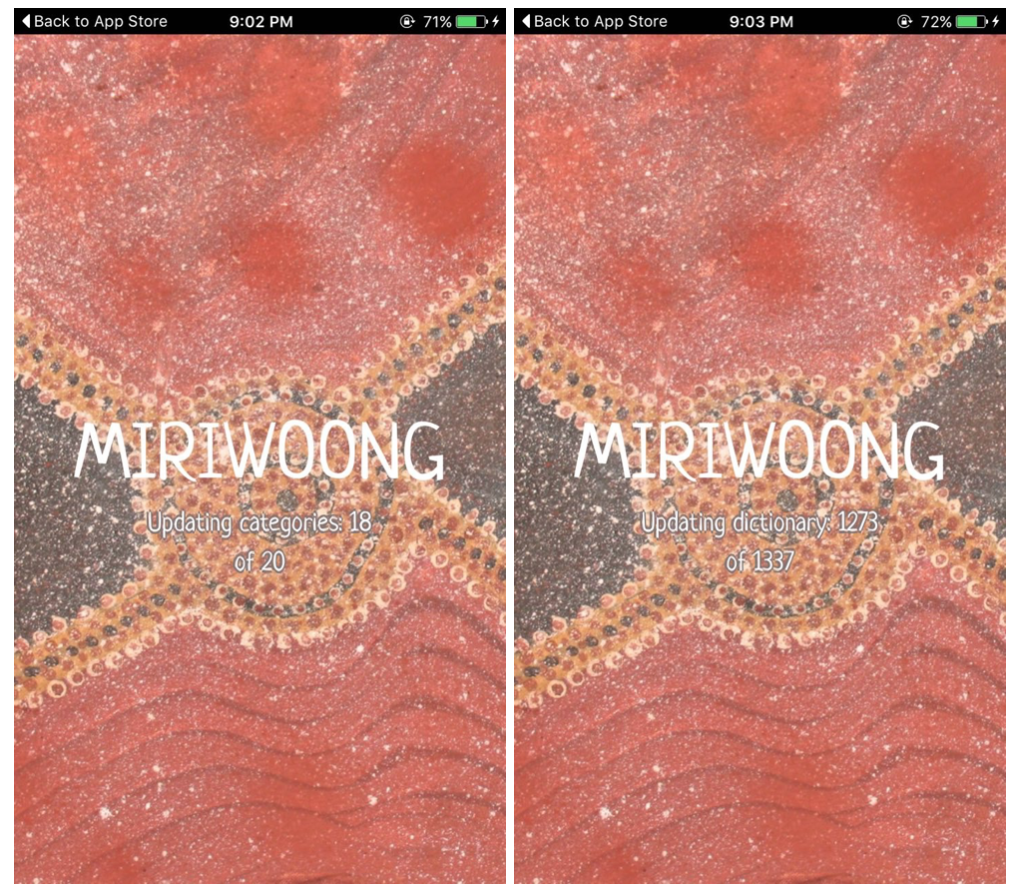 Back to App Store 9:02 PM 71%
MIRIWOONG
Updating categories: 18
of 20
Back to App Store 9:03 PM 72%
MIRIWOONG
Updating dictionary: 1273
of 1337